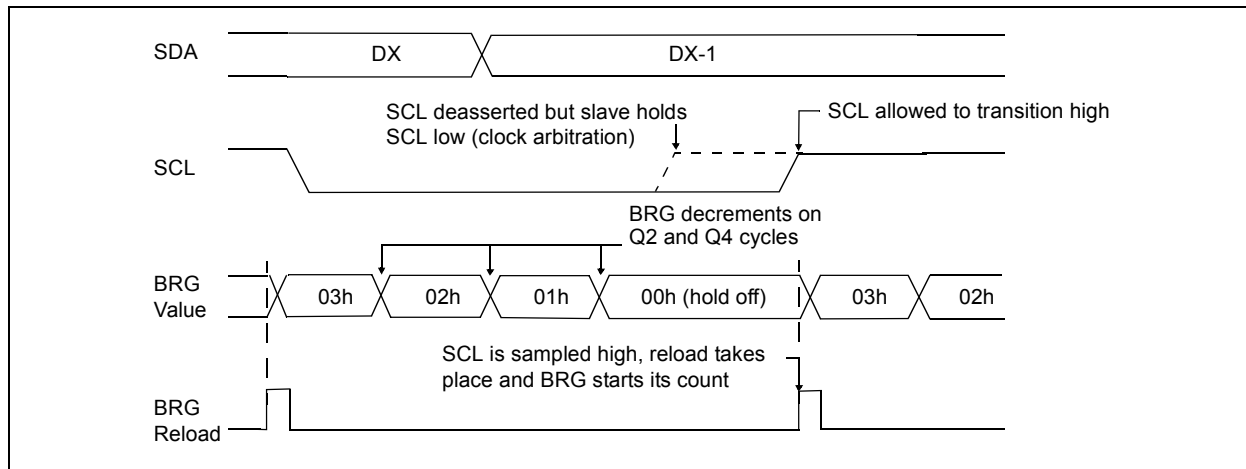 SDA
DX
DX-1
SCL deasserted but slave holds
SCL low (clock arbitration)
SCL allowed to transition high
SCL
BRG decrements on
Q2 and Q4 cycles
BRG
Value
03h
02h
01h
00h (hold off)
03h
02h
SCL is sampled high, reload takes
place and BRG starts its count
BRG
Reload